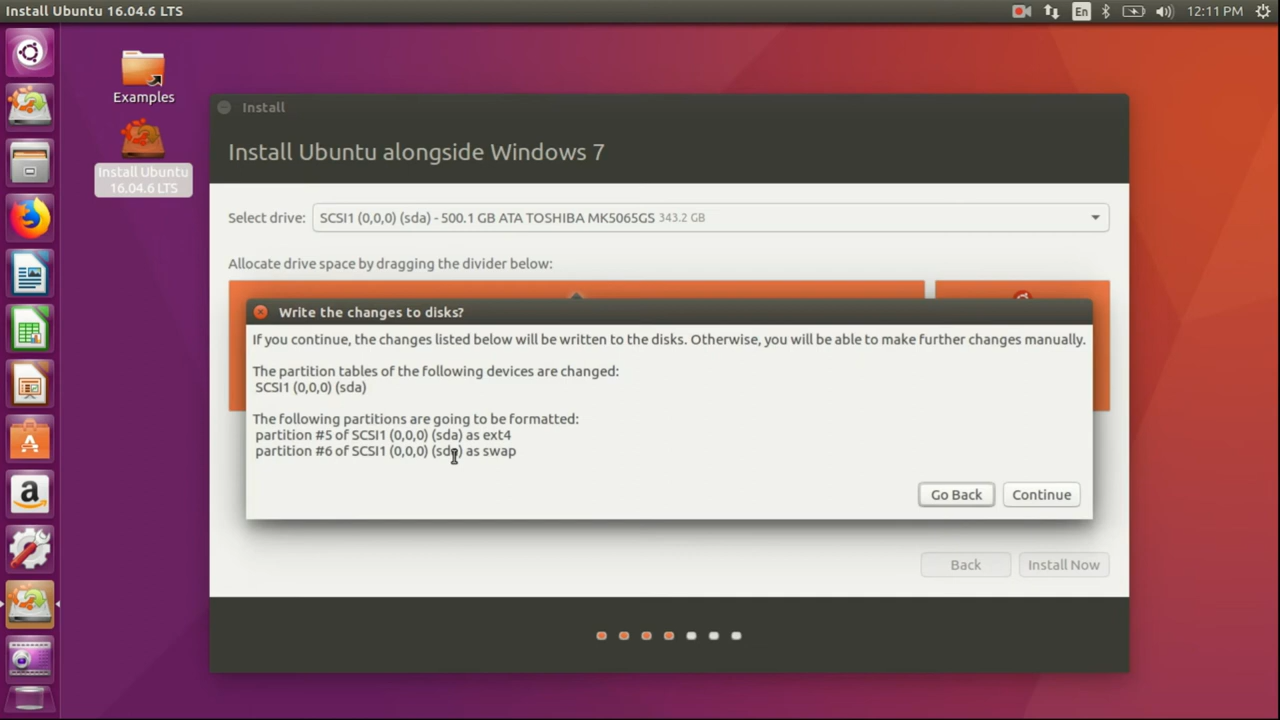 Install Ubuntu 16.04.6 LTS
En
12:11 PM
Examples
Install Ubuntu
16.04.6 LTS
Install
Install Ubuntu alongside Windows 7
Select drive:
SCSI1 (0,0,0) (sda) - 500.1 GB ATA TOSHIBA MK5065GS 343.2 GB
Allocate drive space by dragging the divider below:
Write the changes to disks?
If you continue, the changes listed below will be written to the disks. Otherwise, you will be able to make further changes manually.
The partition tables of the following devices are changed:
SCSI1 (0,0,0) (sda)
The following partitions are going to be formatted:
partition #5 of SCSI1 (0,0,0) (sda) as ext4
partition #6 of SCSI1 (0,0,0) (sda) as swap
Go Back
Continue
Back
Install Now